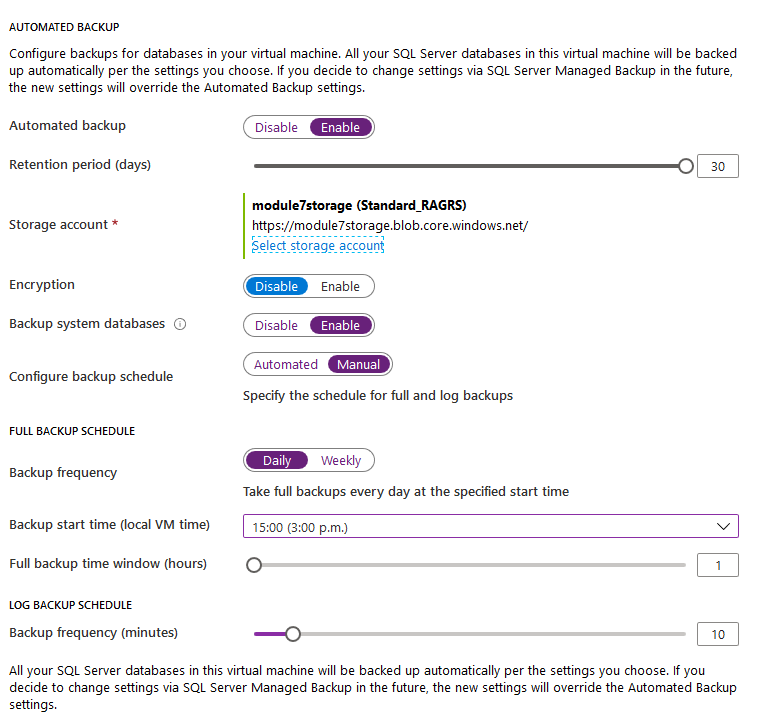 AUTOMATED BACKUP
Configure backups for databases in your virtual machine. All your SQL Server databases in this virtual machine will be backed
up automatically per the settings you choose. If you decide to change settings via SQL Server Managed Backup in the future,
the new settings will override the Automated Backup settings.
Automated backup Disable Enable
Retention period (days) 30
module7storage (Standard_RAGRS)
Storage account * https://module7storage.blob.core.windows.net/
Select storage account
Encryption Disable Enable
Backup system databases Disable Enable
Configure backup schedule Automated Manual
Specify the schedule for full and log backups
FULL BACKUP SCHEDULE
Backup frequency Daily Weekly
Take full backups every day at the specified start time
Backup start time (local VM time) 15:00 (3:00 p.m.)
Full backup time window (hours) 1
LOG BACKUP SCHEDULE
Backup frequency (minutes) 10
All your SQL Server databases in this virtual machine will be backed up automatically per the settings you choose. If you
decide to change settings via SQL Server Managed Backup in the future, the new settings will override the Automated Backup
settings.